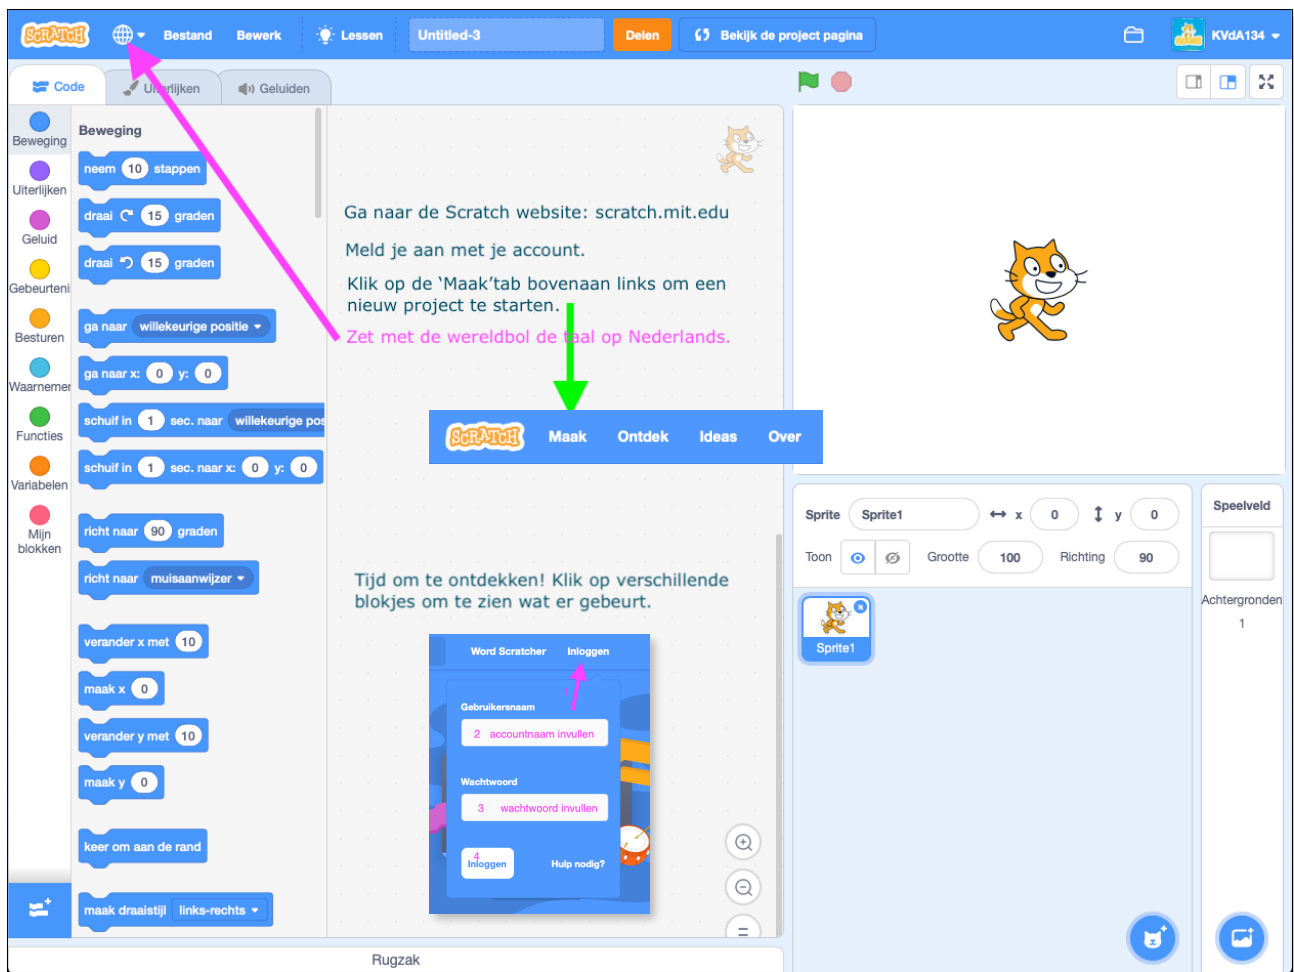 SCRATCH
Bestand
Bewerk
Lessen
Untitled-3
Delen
Bekijk de project pagina
KVdA134
Code
Uiterlijken
Geluiden
Beweging
Uiterlijken
Geluid
Gebeurteni
Besturen
Waarnemer
Functies
Variabelen
Mijn
blokken
Beweging
neem 10 stappen
draai 15 graden
draai 15 graden
ga naar willekeurige positie
ga naar x: 0 y: 0
schuif in 1 sec. naar willekeurige pos
schuif in 1 sec. naar x: 0 y: 0
richt naar 90 graden
richt naar muisaanwijzer
verander x met 10
maak x 0
verander y met 10
maak y 0
keer om aan de rand
maak draaistijl links-rechts
Ga naar de Scratch website: scratch.mit.edu
Meld je aan met je account.
Klik op de ‘Maak’tab bovenaan links om een
nieuw project te starten.
Zet met de wereldbol de taal op Nederlands.
SCRATCH Maak Ontdek Ideas Over
Tijd om te ontdekken! Klik op verschillende
blokjes om te zien wat er gebeurt.
Word Scratcher Inloggen
1
Gebruikersnaam
2 accountnaam invullen
Wachtwoord
3 wachtwoord invullen
4
Inloggen Hulp nodig?
Sprite Sprite1 x 0 y 0
Toon Grootte 100 Richting 90
Sprite1
Speelveld
Achtergronden
1
Rugzak